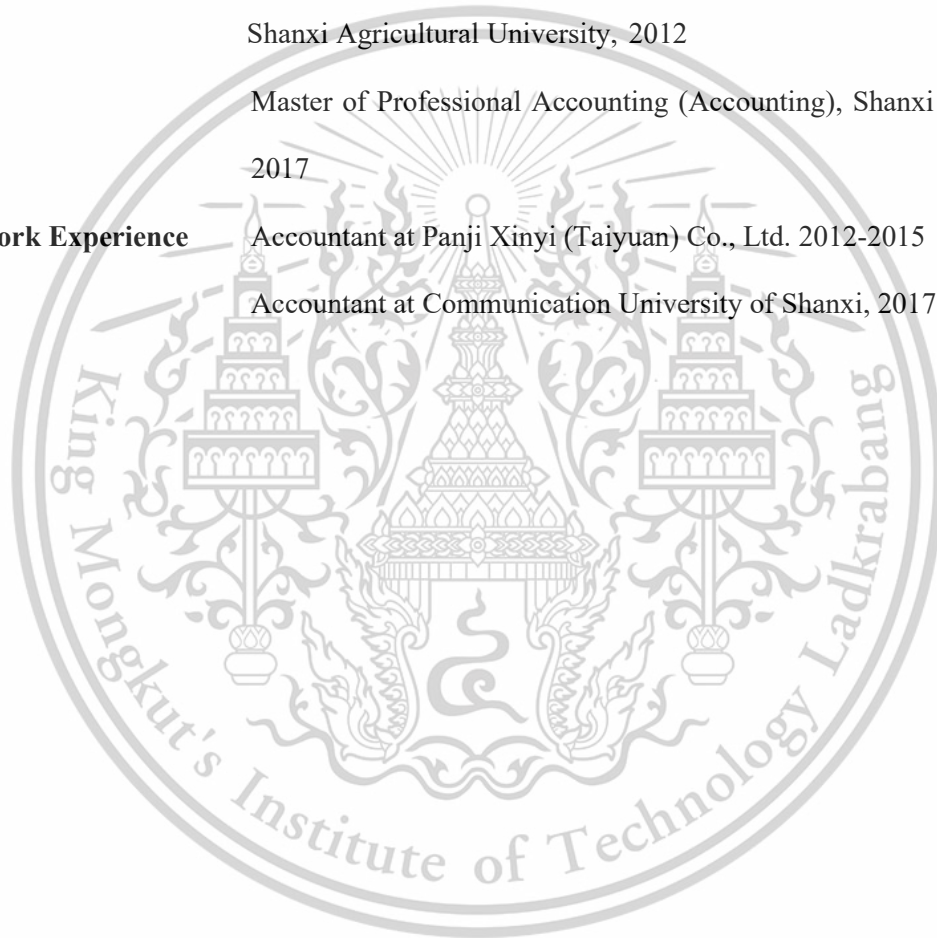 Shanxi Agricultural University, 2012
Master of Professional Accounting (Accounting), Shanxi
2017
ork Experience Accountant at Panji Xinyi (Taiyuan) Co., Ltd. 2012-2015
Accountant at Communication University of Shanxi, 2017
King Mongkut's Institute of Technology Ladkrabang